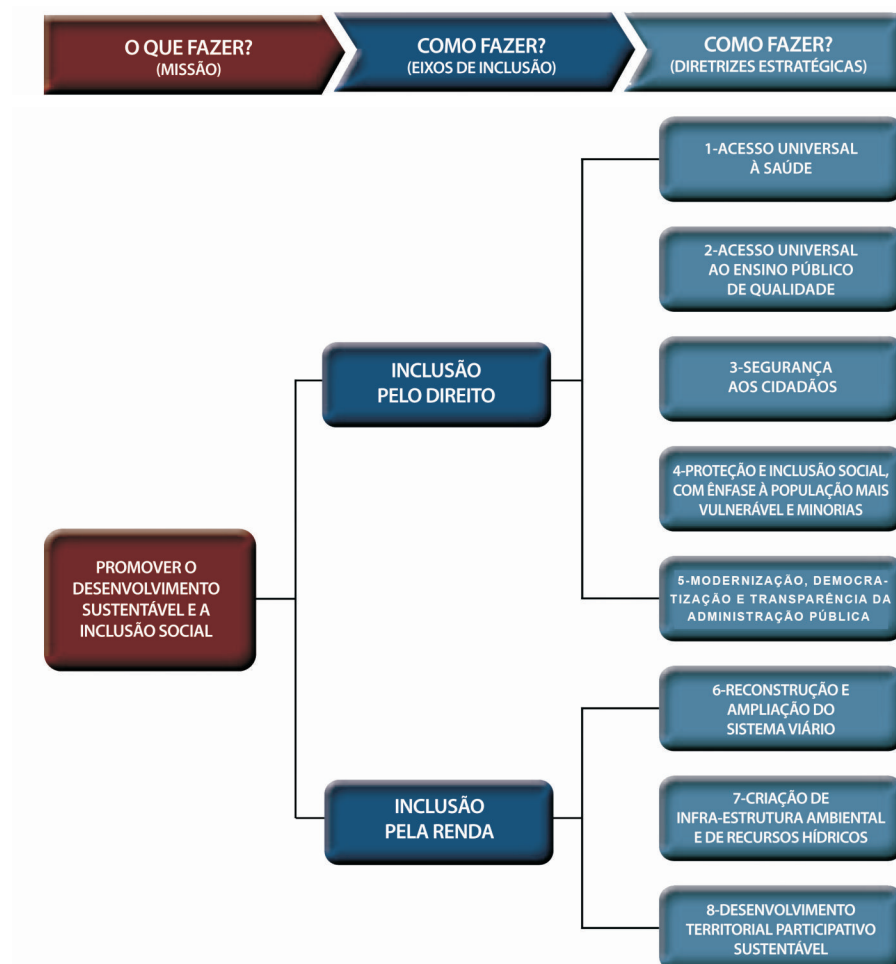 O QUE FAZER?
(MISSÃO)
COMO FAZER?
(EIXOS DE INCLUSÃO)
COMO FAZER?
(DIRETRIZES ESTRATÉGICAS)
1-ACESSO UNIVERSAL
À SAÚDE
2-ACESSO UNIVERSAL
AO ENSINO PÚBLICO
DE QUALIDADE
INCLUSÃO
PELO DIREITO
3-SEGURANÇA
AOS CIDADÃOS
4-PROTEÇÃO E INCLUSÃO SOCIAL,
COM ÊNFASE À POPULAÇÃO MAIS
VULNERÁVEL E MINORIAS
PROMOVER O
DESENVOLVIMENTO
SUSTENTÁVEL E A
INCLUSÃO SOCIAL
5-MODERNIZAÇÃO, DEMOCRA-
TIZAÇÃO E TRANSPARÊNCIA DA
ADMINISTRAÇÃO PÚBLICA
6-RECONSTRUÇÃO E
AMPLIAÇÃO DO
SISTEMA VIÁRIO
INCLUSÃO
PELA RENDA
7-CRIAÇÃO DE
INFRA-ESTRUTURA AMBIENTAL
E DE RECURSOS HÍDRICOS
8-DESENVOLVIMENTO
TERRITORIAL PARTICIPATIVO
SUSTENTÁVEL